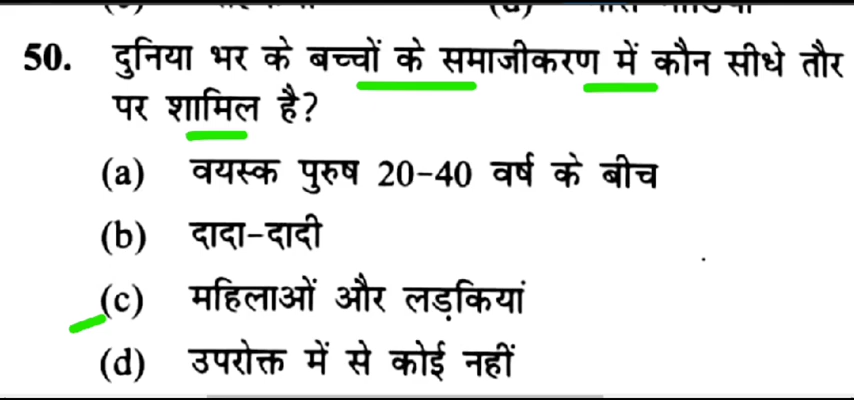 50. दुनिया भर के बच्चों के समाजीकरण में कौन सीधे तौर
पर शामिल है?
(a) वयस्क पुरुष 20-40 वर्ष के बीच
(b) दादा-दादी
(c) महिलाओं और लड़कियां
(d) उपरोक्त में से कोई नहीं